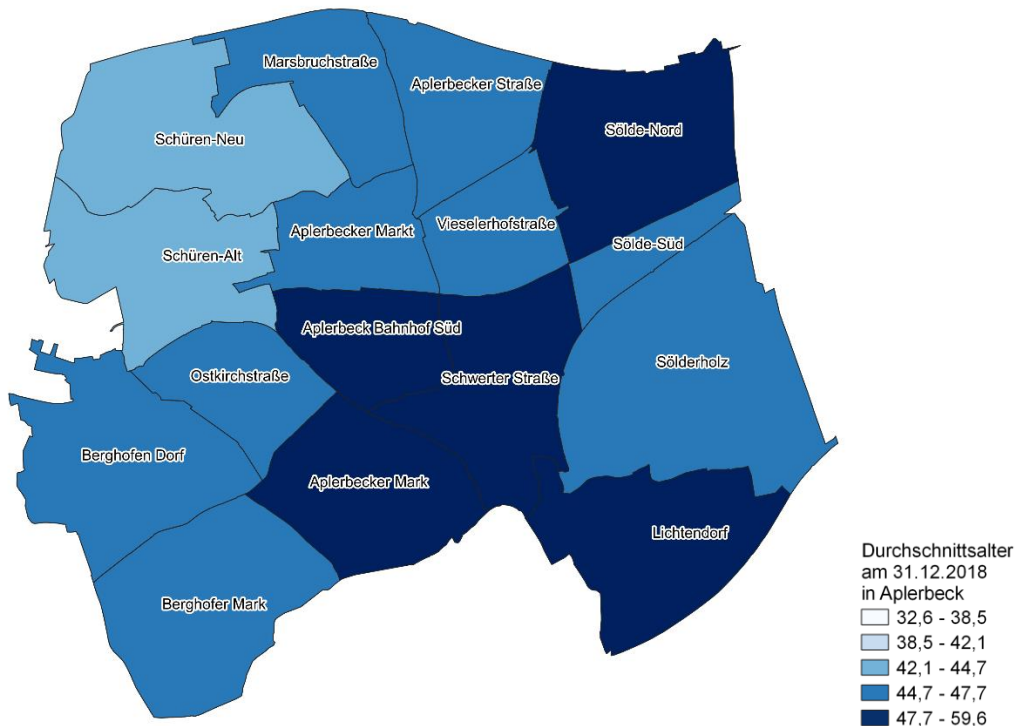 Marsbruchstraße
Aplerbecker Straße
Sölde-Nord
Schüren-Neu
Aplerbecker Markt
Vieselerhofstraße
Sölde-Süd
Schüren-Alt
Aplerbeck Bahnhof Süd
Sölderholz
Ostkirchstraße
Schwerter Straße
Berghofen Dorf
Aplerbecker Mark
Lichtendorf
Berghofer Mark
Durchschnittsalter
am 31.12.2018
in Aplerbeck
32,6 - 38,5
38,5 - 42,1
42,1 - 44,7
44,7 - 47,7
47,7 - 59,6